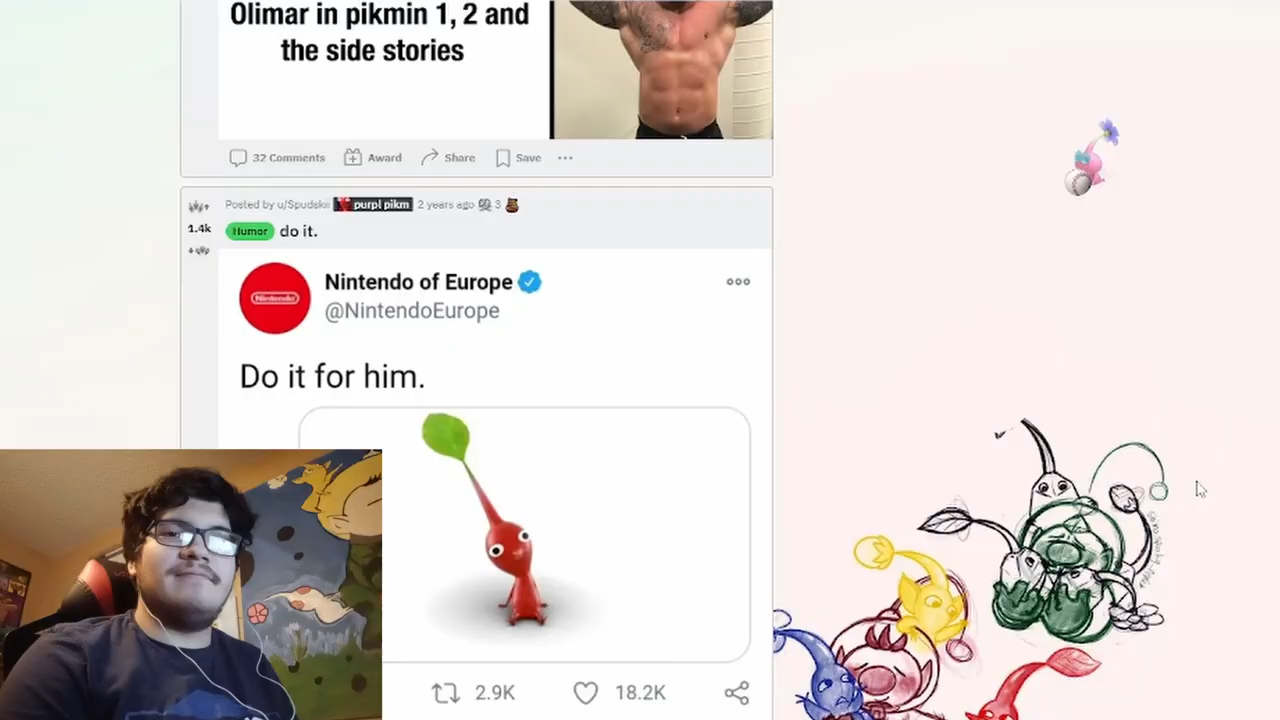 Olimar in pikmin 1, 2 and
the side stories
32 Comments Award Share Save
Posted by purpl pikm 2 years ago 3
1.4k
Humor do it.
Nintendo
Nintendo of Europe
@NintendoEurope
Do it for him.
2.9K 18.2K